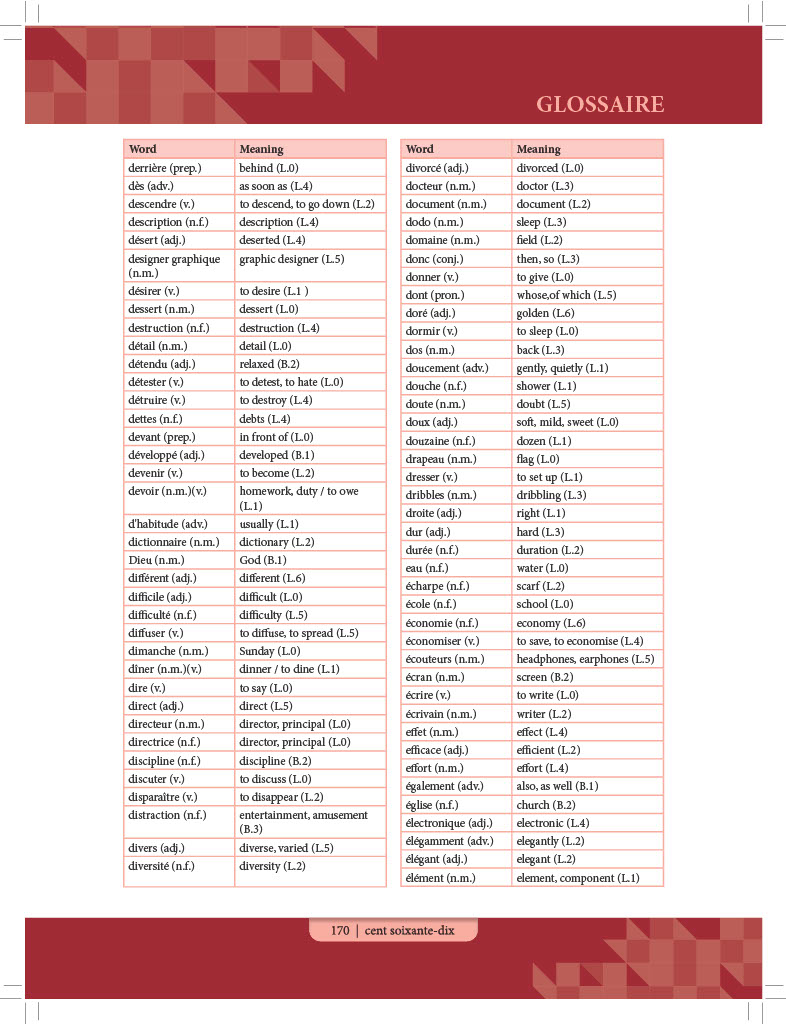 GLOSSAIRE
Word Meaning
derrière (prep.) behind (L.0)
dès (adv.) as soon as (L.4)
descendre (v.) to descend, to go down (L.2)
description (n.f.) description (L.4)
désert (adj.) deserted (L.4)
designer graphique graphic designer (L.5)
(n.m.)
désirer (v.) to desire (L.1 )
dessert (n.m.) dessert (L.0)
destruction (n.f.) destruction (L.4)
détail (n.m.) detail (L.0)
détendu (adj.) relaxed (B.2)
détester (v.) to detest, to hate (L.0)
détruire (v.) to destroy (L.4)
dettes (n.f.) debts (L.4)
devant (prep.) in front of (L.0)
développé (adj.) developed (B.1)
devenir (v.) to become (L.2)
devoir (n.m.)(v.) homework, duty / to owe
(L.1)
d'habitude (adv.) usually (L.1)
dictionnaire (n.m.) dictionary (L.2)
Dieu (n.m.) God (B.1)
différent (adj.) different (L.6)
difficile (adj.) difficult (L.0)
difficulté (n.f.) difficulty (L.5)
diffuser (v.) to diffuse, to spread (L.5)
dimanche (n.m.) Sunday (L.0)
dîner (n.m.)(v.) dinner / to dine (L.1)
dire (v.) to say (L.0)
direct (adj.) direct (L.5)
directeur (n.m.) director, principal (L.0)
directrice (n.f.) director, principal (L.0)
discipline (n.f.) discipline (B.2)
discuter (v.) to discuss (L.0)
disparaître (v.) to disappear (L.2)
distraction (n.f.) entertainment, amusement
(B.3)
divers (adj.) diverse, varied (L.5)
diversité (n.f.) diversity (L.2)
Word Meaning
divorcé (adj.) divorced (L.0)
docteur (n.m.) doctor (L.3)
document (n.m.) document (L.2)
dodo (n.m.) sleep (L.3)
domaine (n.m.) field (L.2)
donc (conj.) then, so (L.3)
donner (v.) to give (L.0)
dont (pron.) whose,of which (L.5)
doré (adj.) golden (L.6)
dormir (v.) to sleep (L.0)
dos (n.m.) back (L.3)
doucement (adv.) gently, quietly (L.1)
douche (n.f.) shower (L.1)
doute (n.m.) doubt (L.5)
doux (adj.) soft, mild, sweet (L.0)
douzaine (n.f.) dozen (L.1)
drapeau (n.m.) flag (L.0)
dresser (v.) to set up (L.1)
dribbles (n.m.) dribbling (L.3)
droite (adj.) right (L.1)
dur (adj.) hard (L.3)
durée (n.f.) duration (L.2)
eau (n.f.) water (L.0)
écharpe (n.f.) scarf (L.2)
école (n.f.) school (L.0)
économie (n.f.) economy (L.6)
économiser (v.) to save, to economise (L.4)
écouteurs (n.m.) headphones, earphones (L.5)
écran (n.m.) screen (B.2)
écrire (v.) to write (L.0)
écrivain (n.m.) writer (L.2)
effet (n.m.) effect (L.4)
efficace (adj.) efficient (L.2)
effort (n.m.) effort (L.4)
également (adv.) also, as well (B.1)
église (n.f.) church (B.2)
électronique (adj.) electronic (L.4)
élégamment (adv.) elegantly (L.2)
élégant (adj.) elegant (L.2)
élément (n.m.) element, component (L.1)
170 | cent soixante-dix